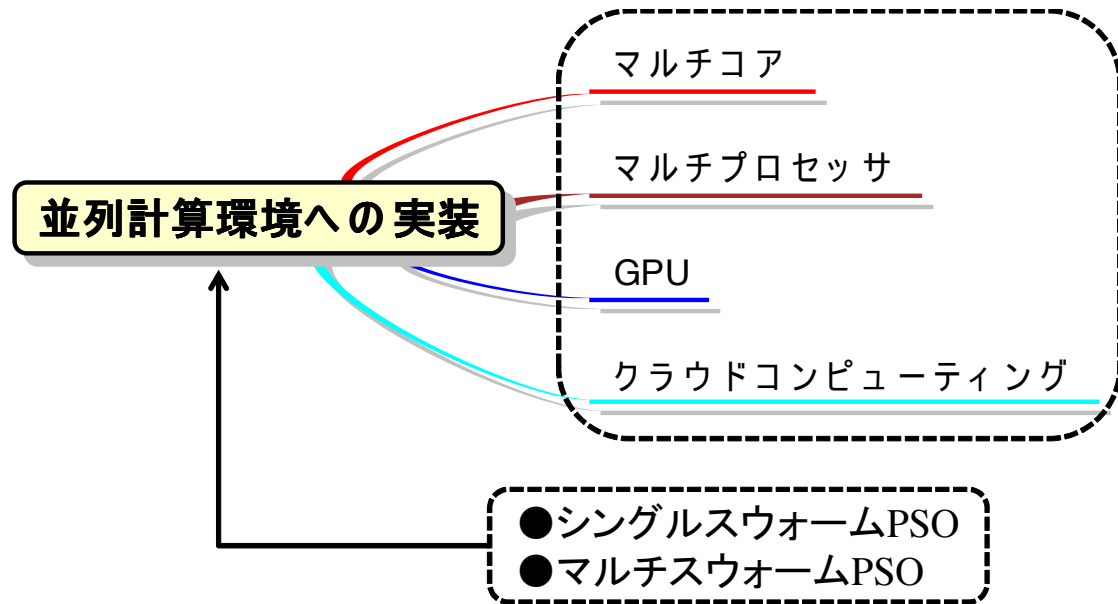 マルチコア
マルチプロセッサ
並列計算環境への実装
GPU
クラウドコンピューティング
●シングルスウォームPSO
●マルチスウォームPSO